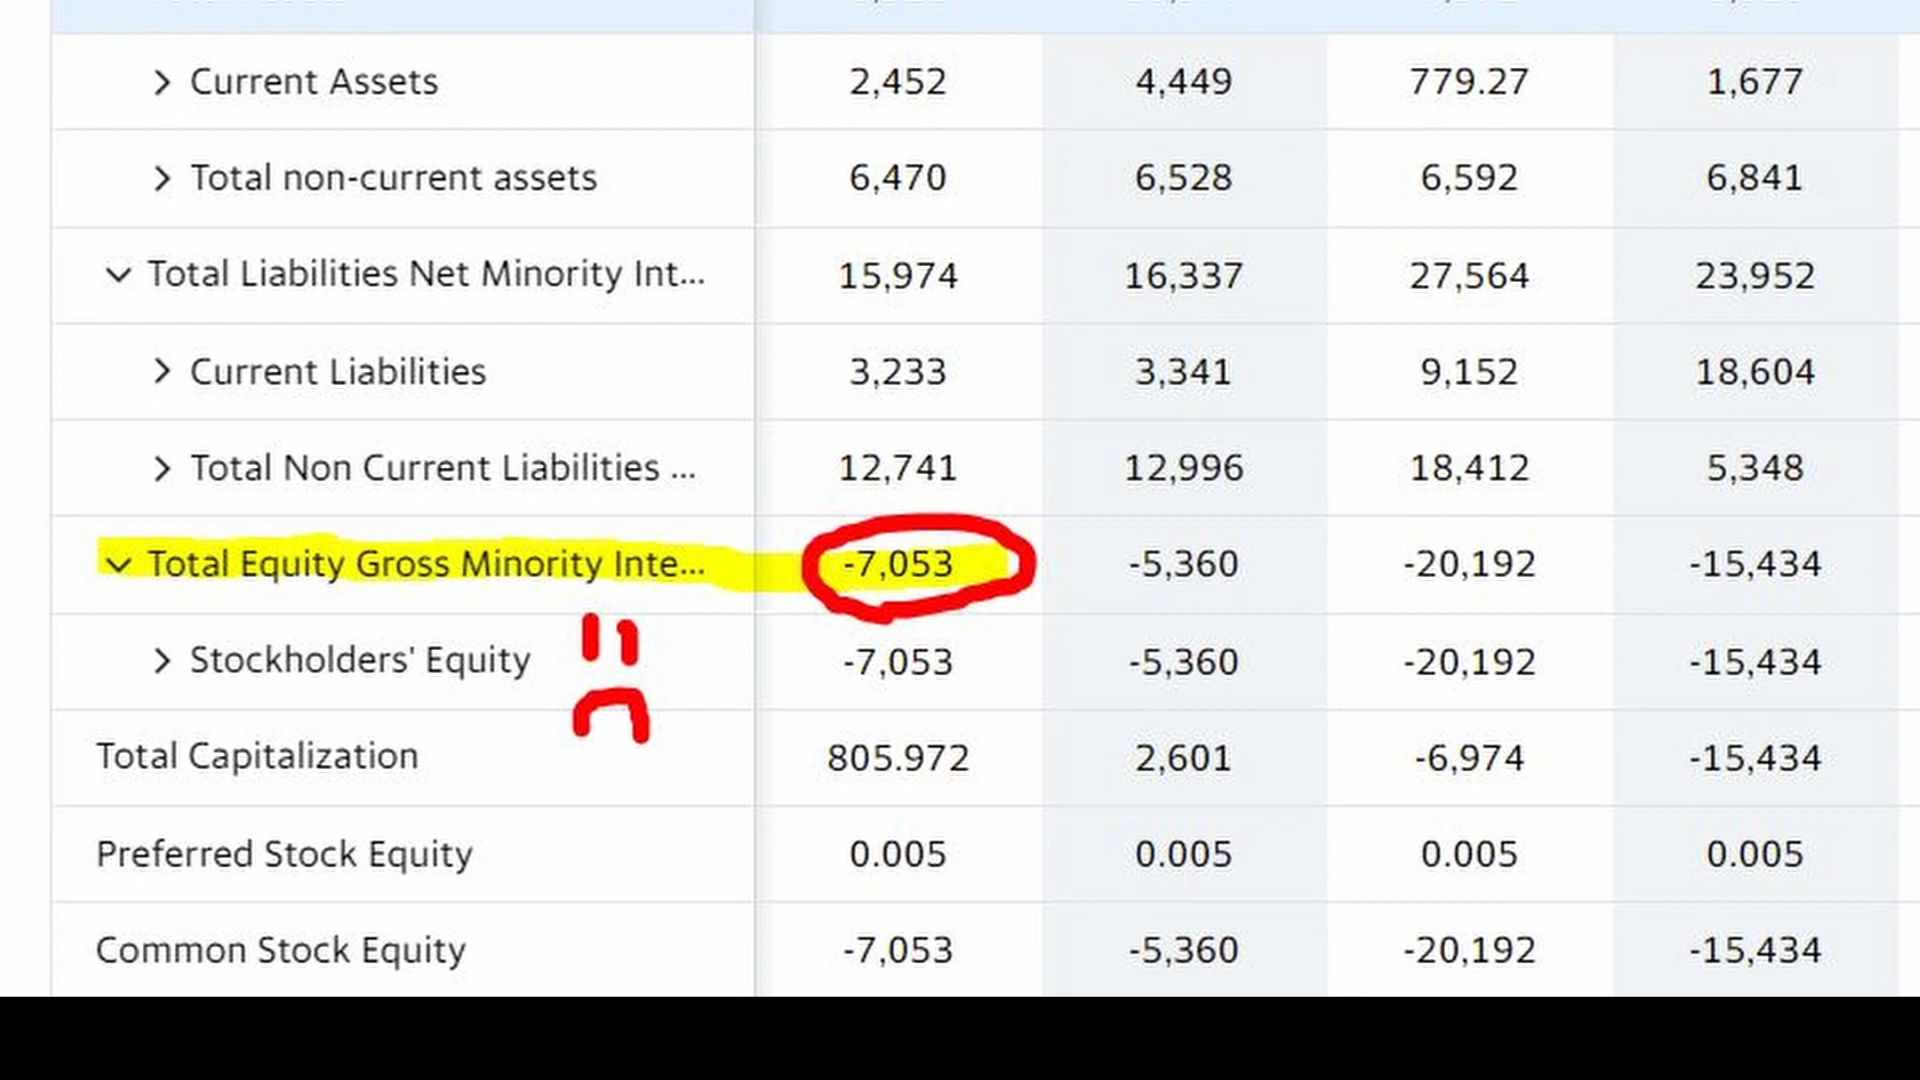 Current Assets 2,452 4,449 779.27 1,677
Total non-current assets 6,470 6,528 6,592 6,841
Total Liabilities Net Minority Int... 15,974 16,337 27,564 23,952
Current Liabilities 3,233 3,341 9,152 18,604
Total Non Current Liabilities ... 12,741 12,996 18,412 5,348
Total Equity Gross Minority Inte... -7,053 -5,360 -20,192 -15,434
Stockholders' Equity -7,053 -5,360 -20,192 -15,434
Total Capitalization 805.972 2,601 -6,974 -15,434
Preferred Stock Equity 0.005 0.005 0.005 0.005
Common Stock Equity -7,053 -5,360 -20,192 -15,434